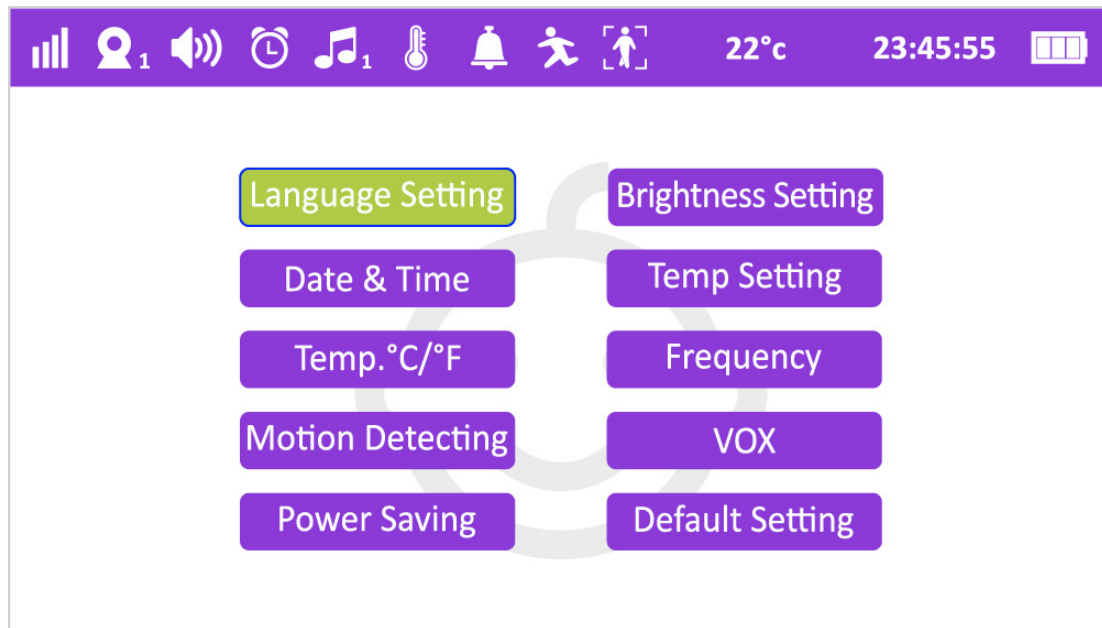 1 1 22°c 23:45:55
Language Setting
Brightness Setting
Date & Time
Temp Setting
Temp.°C/°F
Frequency
Motion Detecting
VOX
Power Saving
Default Setting